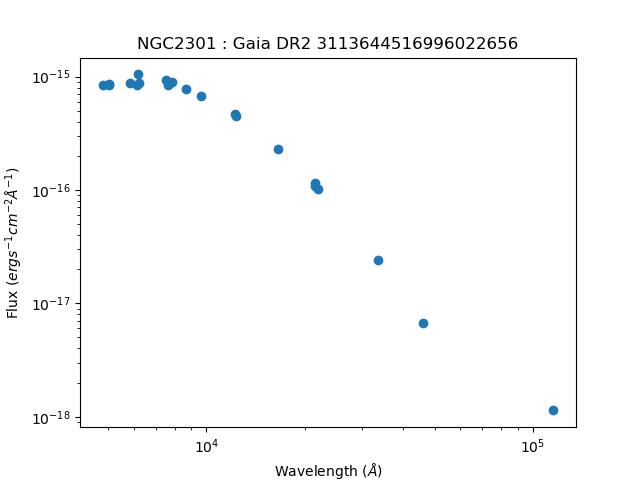 NGC2301 : Gaia DR2 3113644516996022656
10⁻¹⁵
10⁻¹⁶
10⁻¹⁷
10⁻¹⁸
Flux (ergs⁻¹cm⁻²Å⁻¹)
10⁴ 10⁵
Wavelength (Å)